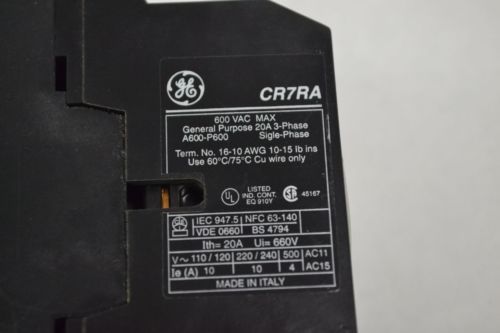 GE CR7RA
600 VAC MAX
General Purpose 20A 3-Phase
A600-P600 Sigle-Phase
Term. No. 16-10 AWG 10-15 lb ins
Use 60°C/75°C Cu wire only
UL LISTED
IND. CONT.
EQ 910Y
SA 45167
IEC 947.5 NFC 63-140
VDE 0660 BS 4794
Ith= 20A Ui= 660V
V~ 110/120 220/240 500 AC11
Ie (A) 10 10 4 AC15
MADE IN ITALY